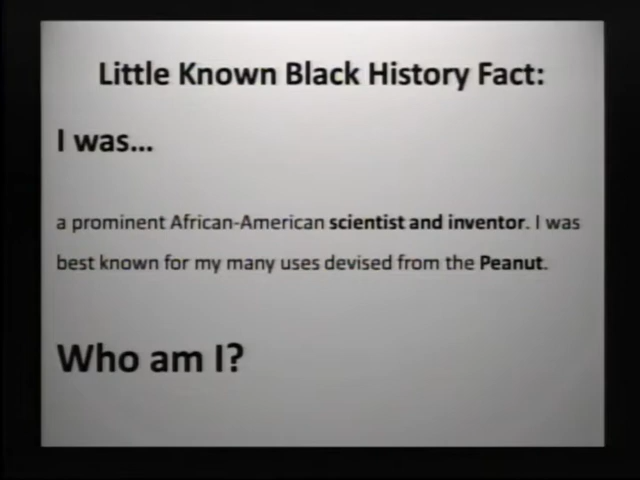 Little Known Black History Fact:
I was...
a prominent African-American scientist and inventor. I was
best known for my many uses devised from the Peanut.
Who am I?